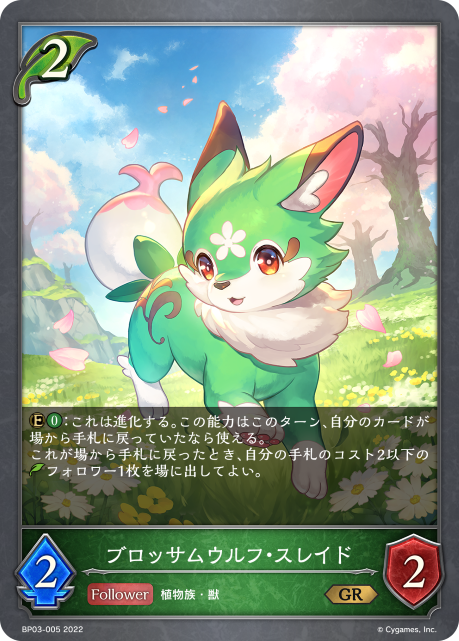 2
E 0：これは進化する。この能力はこのターン、自分のカードが
場から手札に戻っていたなら使える。
これが場から手札に戻ったとき、自分の手札のコスト2以下の
フォロワー1枚を場に出してよい。
ブロッサムウルフ・スレイド
2
Follower 植物族・獣 GR
2
BP03-005 2022 © Cygames, Inc.